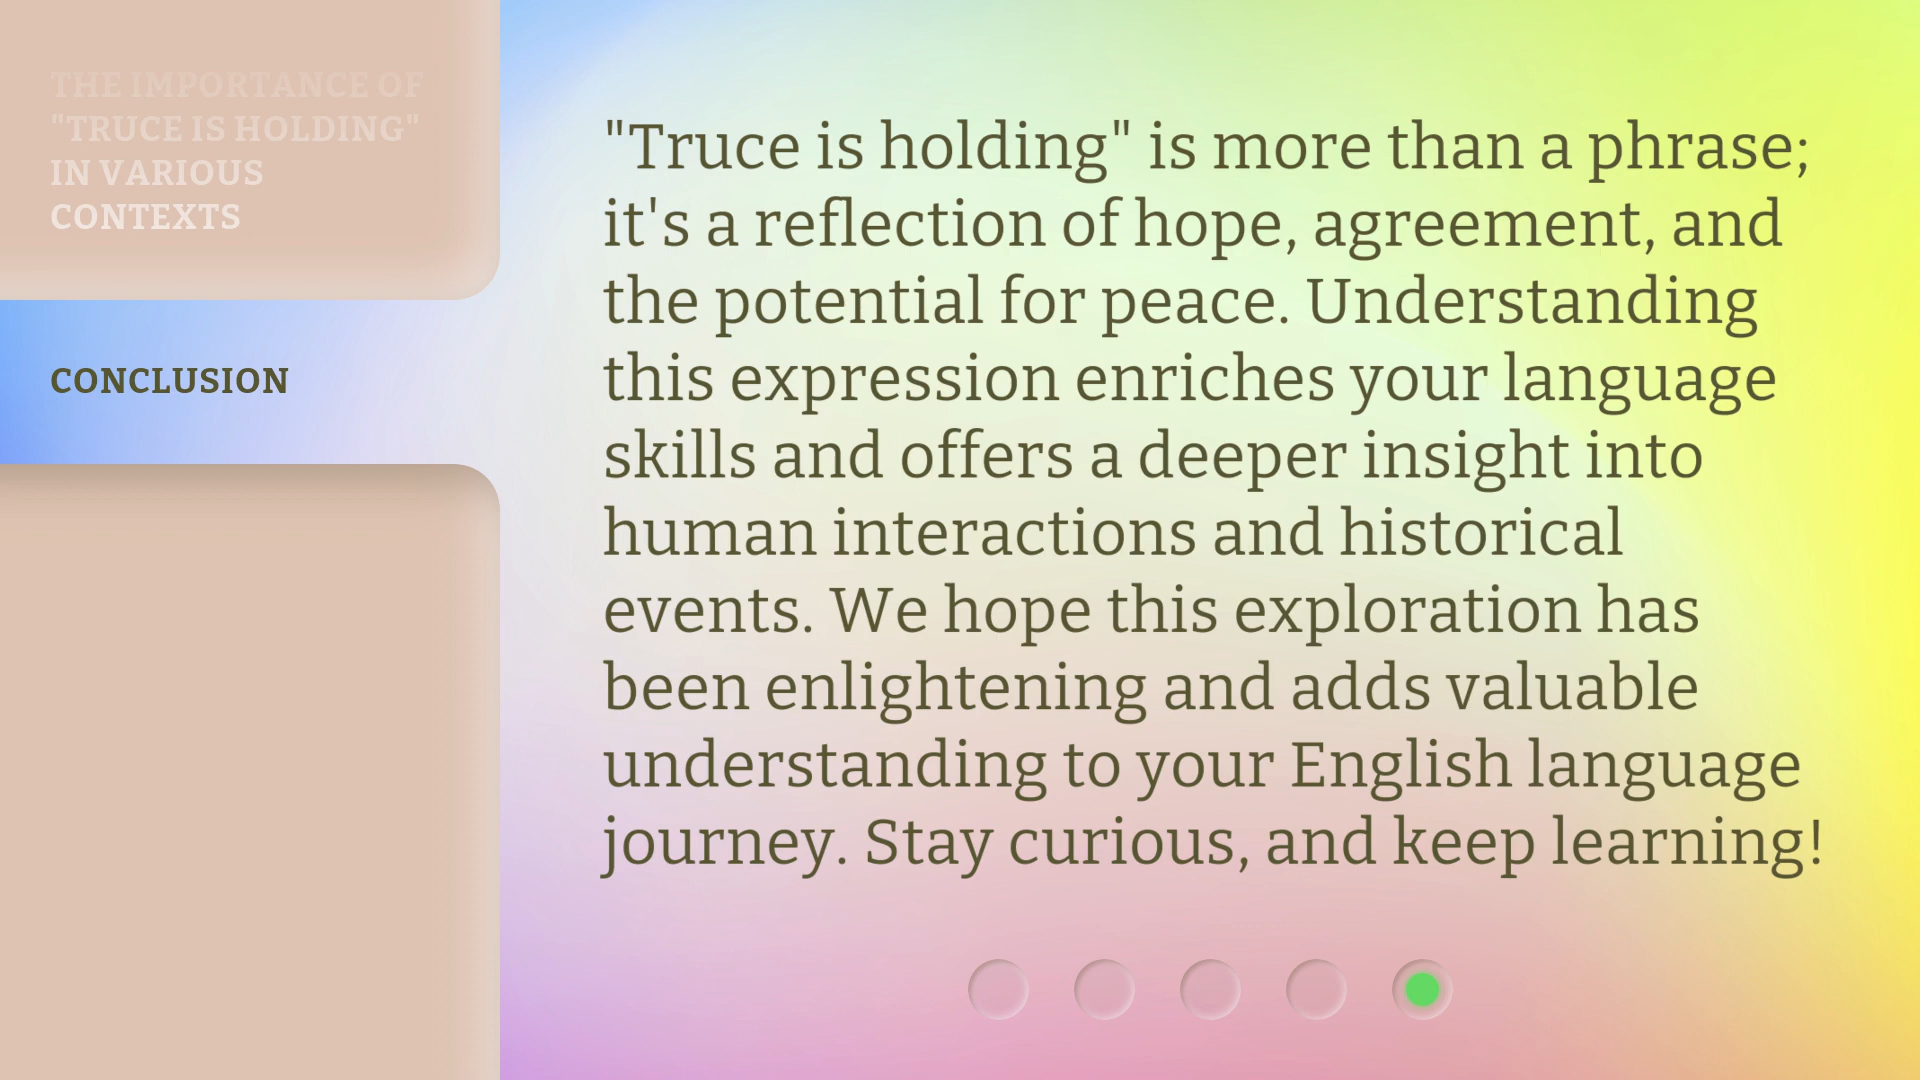 THE IMPORTANCE OF
"TRUCE IS HOLDING"
IN VARIOUS
CONTEXTS
CONCLUSION
"Truce is holding" is more than a phrase;
it's a reflection of hope, agreement, and
the potential for peace. Understanding
this expression enriches your language
skills and offers a deeper insight into
human interactions and historical
events. We hope this exploration has
been enlightening and adds valuable
understanding to your English language
journey. Stay curious, and keep learning!